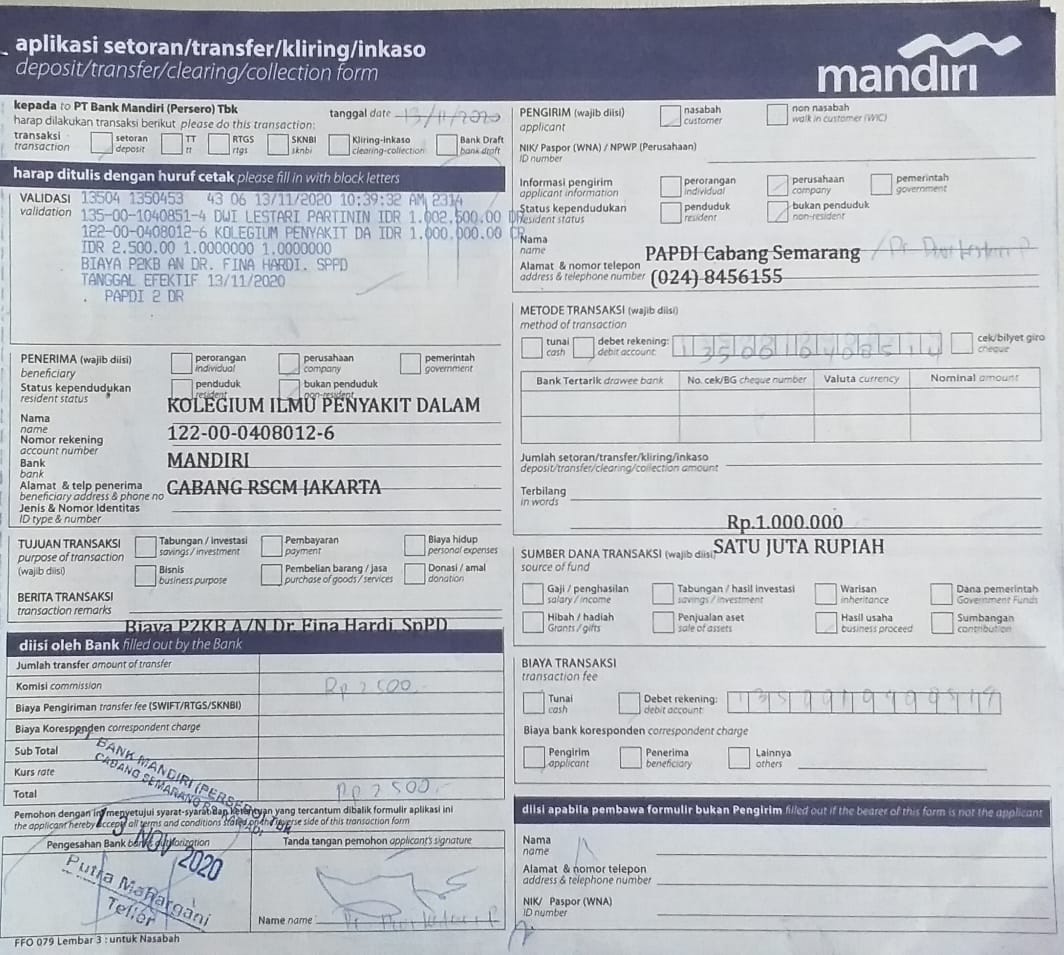 aplikasi setoran/transfer/kliring/inkaso
deposit/transfer/clearing/collection form
mandiri
kepada to PT Bank Mandiri (Persero) Tbk
harap dilakukan transaksi berikut please do this transaction:
tanggal date 13/11/2020
transaksi
transaction
setoran
deposit
TT
tt
RTGS
rtgs
SKNBI
sknbi
Kliring-inkaso
clearing-collection
Bank Draft
bank draft
harap ditulis dengan huruf cetak please fill in with block letters
VALIDASI
validation
13504 1350453 43 06 13/11/2020 10:39:32 AM 2314
135-00-1040851-4 DWI LESTARI PARTININ IDR 1.002.500.00 DR
122-00-0408012-6 KOLEGIUM PENYAKIT DA IDR 1.000.000.00 CR
IDR 2.500.00 1.0000000 1.0000000
BIAYA P2KB AN DR. FINA HARDI. SPPD
TANGGAL EFEKTIF 13/11/2020
. PAPDI 2 DR
PENERIMA (wajib diisi)
beneficiary
perorangan
individual
perusahaan
company
pemerintah
government
Status kependudukan
resident status
penduduk
resident
bukan penduduk
non-resident
Nama
name
KOLEGIUM ILMU PENYAKIT DALAM
Nomor rekening
account number
122-00-0408012-6
Bank
bank
MANDIRI
Alamat & telp penerima
beneficiary address & phone no
CABANG RSCM JAKARTA
Jenis & Nomor Identitas
ID type & number
TUJUAN TRANSAKSI
purpose of transaction
(wajib diisi)
Tabungan / investasi
savings / investment
Pembayaran
payment
Biaya hidup
personal expenses
Bisnis
business purpose
Pembelian barang / jasa
purchase of goods / services
Donasi / amal
donation
BERITA TRANSAKSI
transaction remarks
Biaya P2KB A/N Dr. Fina Hardi, SpPD
diisi oleh Bank filled out by the Bank
Jumlah transfer amount of transfer
Komisi commission
Rp 2500.-
Biaya Pengiriman transfer fee (SWIFT/RTGS/SKNBI)
Biaya Koresponden correspondent charge
Sub Total
Kurs rate
Total
Rp 2500.-
BANK MANDIRI (PERSERO) Tbk
CABANG SEMARANG
Pemohon dengan ini menyetujui syarat-syarat dan ketentuan yang tercantum dibalik formulir aplikasi ini
the applicant hereby accept all terms and conditions stated on the reverse side of this transaction form
Pengesahan Bank bank's authorization
Tanda tangan pemohon applicant's signature
NOV 2020
Putra Mahargani
Teller
Name name
FFO 079 Lembar 3 : untuk Nasabah
PENGIRIM (wajib diisi)
applicant
nasabah
customer
non nasabah
walk in customer (WIC)
NIK/ Paspor (WNA) / NPWP (Perusahaan)
ID number
Informasi pengirim
applicant information
perorangan
individual
perusahaan
company
pemerintah
government
Status kependudukan
resident status
penduduk
resident
bukan penduduk
non-resident
Nama
name
PAPDI Cabang Semarang
Alamat & nomor telepon
address & telephone number
(024) 8456155
METODE TRANSAKSI (wajib diisi)
method of transaction
tunai
cash
debet rekening:
debit account:
cek/bilyet giro
cheque
Bank Tertarik drawee bank
No. cek/BG cheque number
Valuta currency
Nominal amount
Jumlah setoran/transfer/kliring/inkaso
deposit/transfer/clearing/collection amount
Terbilang
in words
Rp.1.000.000
SATU JUTA RUPIAH
SUMBER DANA TRANSAKSI (wajib diisi)
source of fund
Gaji / penghasilan
salary / income
Tabungan / hasil investasi
savings / investment
Warisan
inheritance
Dana pemerintah
Government Funds
Hibah / hadiah
Grants / gifts
Penjualan aset
sale of assets
Hasil usaha
business proceed
Sumbangan
contribution
BIAYA TRANSAKSI
transaction fee
Tunai
cash
Debet rekening:
debit account:
Biaya bank koresponden correspondent charge
Pengirim
applicant
Penerima
beneficiary
Lainnya
others
diisi apabila pembawa formulir bukan Pengirim filled out if the bearer of this form is not the applicant
Nama
name
Alamat & nomor telepon
address & telephone number
NIK/ Paspor (WNA)
ID number